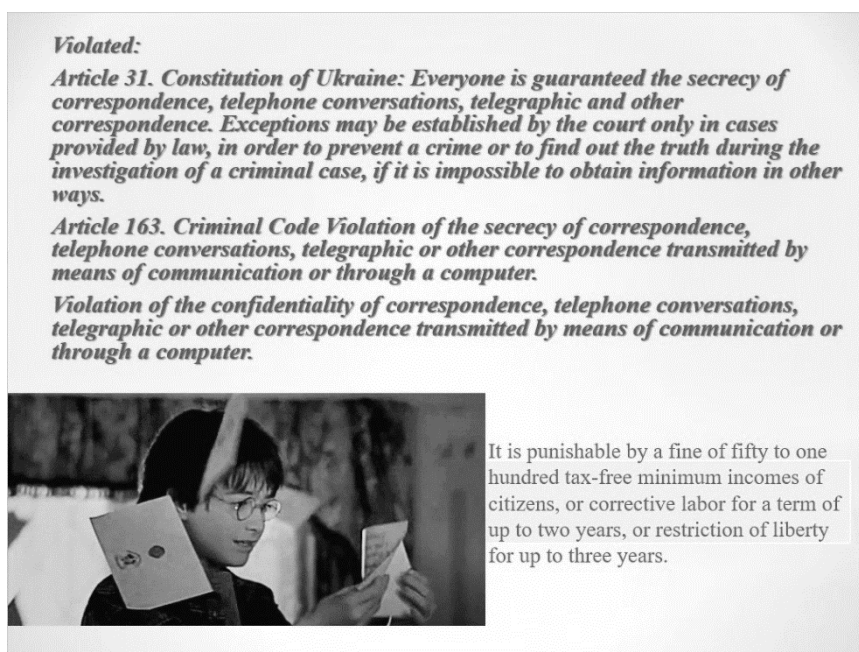 Violated:
Article 31. Constitution of Ukraine: Everyone is guaranteed the secrecy of
correspondence, telephone conversations, telegraphic and other
correspondence. Exceptions may be established by the court only in cases
provided by law, in order to prevent a crime or to find out the truth during the
investigation of a criminal case, if it is impossible to obtain information in other
ways.
Article 163. Criminal Code Violation of the secrecy of correspondence,
telephone conversations, telegraphic or other correspondence transmitted by
means of communication or through a computer.
Violation of the confidentiality of correspondence, telephone conversations,
telegraphic or other correspondence transmitted by means of communication or
through a computer.
It is punishable by a fine of fifty to one
hundred tax-free minimum incomes of
citizens, or corrective labor for a term of
up to two years, or restriction of liberty
for up to three years.